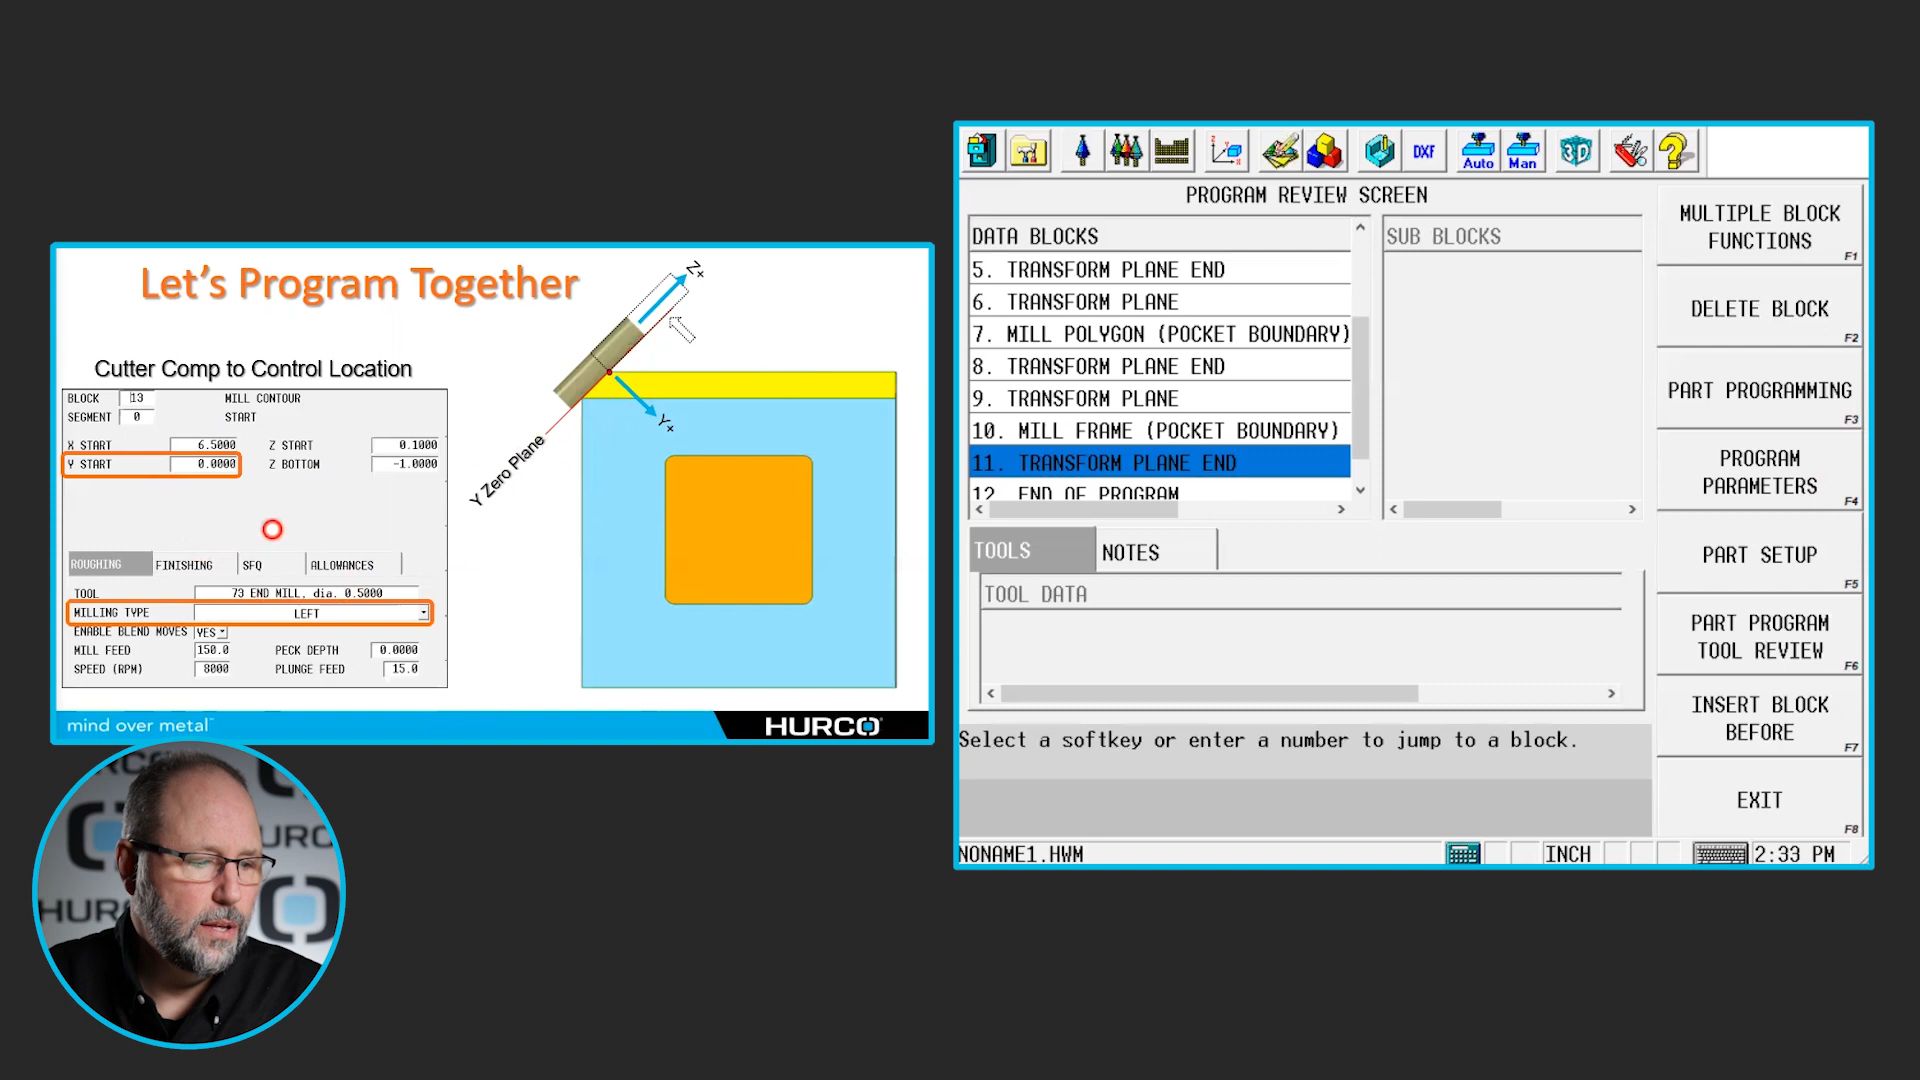 Let's Program Together
Cutter Comp to Control Location
BLOCK 13 MILL CONTOUR
SEGMENT 0 START
X START 6.5000 Z START 0.1000
Y START 0.0000 Z BOTTOM -1.0000
ROUGHING FINISHING SFQ ALLOWANCES
TOOL 73 END MILL, dia. 0.5000
MILLING TYPE LEFT
ENABLE BLEND MOVES YES
MILL FEED 150.0 PECK DEPTH 0.0000
SPEED (RPM) 8000 PLUNGE FEED 15.0
Z+
Y+
Y Zero Plane
mind over metal™
HURCO
HURCO
HURCO
HURCO
DXF
Auto
Man
3D
PROGRAM REVIEW SCREEN
DATA BLOCKS
5. TRANSFORM PLANE END
6. TRANSFORM PLANE
7. MILL POLYGON (POCKET BOUNDARY)
8. TRANSFORM PLANE END
9. TRANSFORM PLANE
10. MILL FRAME (POCKET BOUNDARY)
11. TRANSFORM PLANE END
12 END OF PROGRAM
SUB BLOCKS
TOOLS NOTES
TOOL DATA
Select a softkey or enter a number to jump to a block.
NONAME1.HWM INCH 2:33 PM
MULTIPLE BLOCK
FUNCTIONS F1
DELETE BLOCK F2
PART PROGRAMMING F3
PROGRAM
PARAMETERS F4
PART SETUP F5
PART PROGRAM
TOOL REVIEW F6
INSERT BLOCK
BEFORE F7
EXIT F8